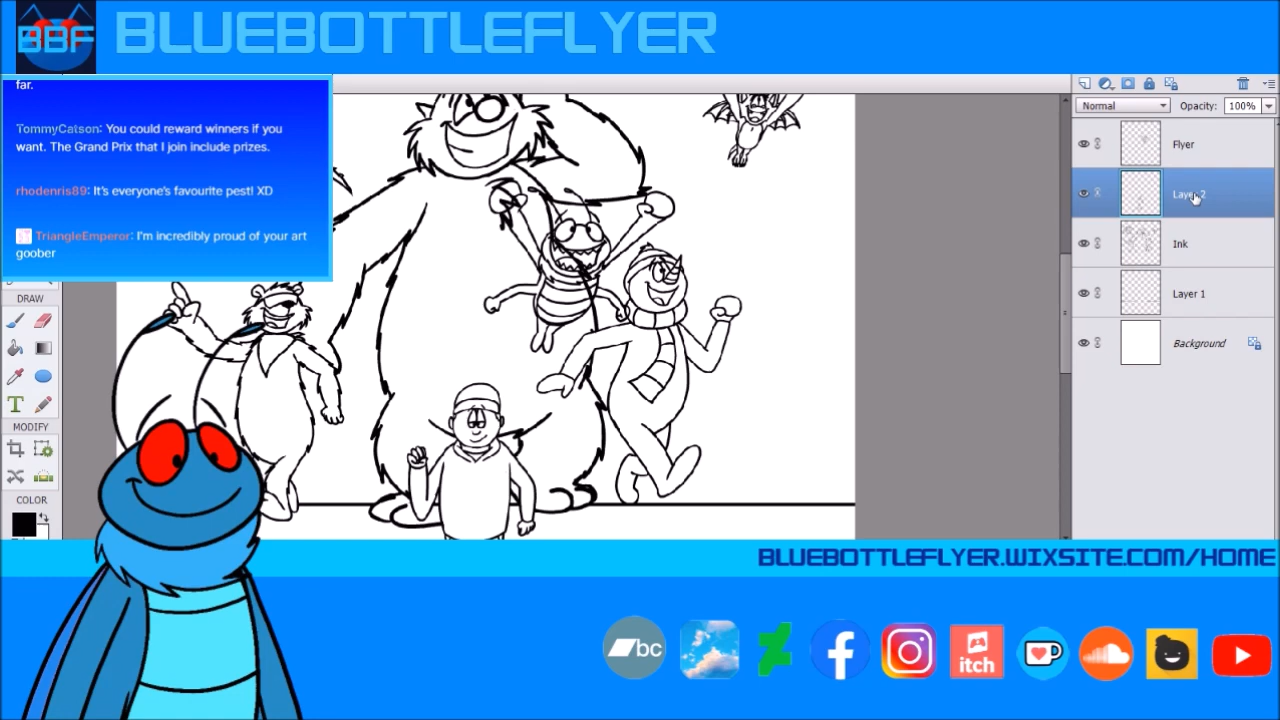 BBF
BLUEBOTTLEFLYER
far.
TommyCatson: You could reward winners if you
want. The Grand Prix that I join include prizes.
rhodenris89: It's everyone's favourite pest! XD
TriangleEmperor: I'm incredibly proud of your art
goober
Normal
Opacity: 100%
Flyer
Layer 2
Ink
Layer 1
Background
DRAW
T
MODIFY
COLOR
BLUEBOTTLEFLYER.WIXSITE.COM/HOME
bc
itch